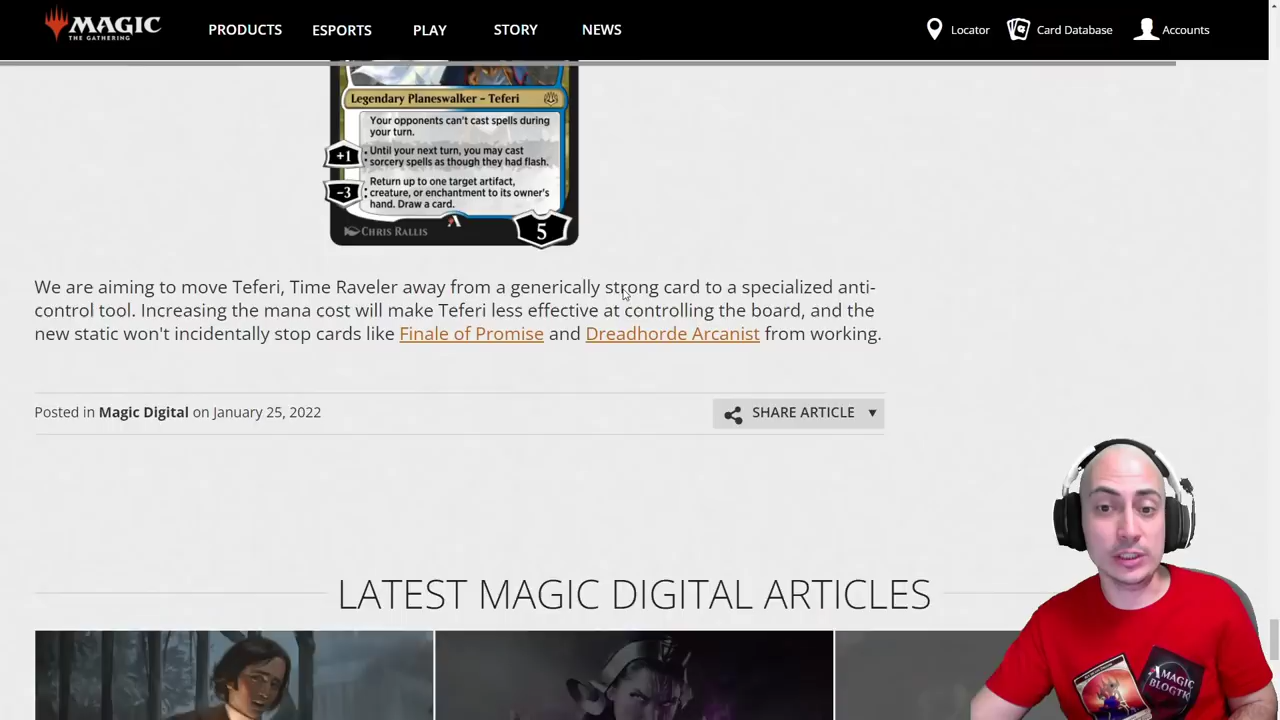 MAGIC
THE GATHERING
PRODUCTS
ESPORTS
PLAY
STORY
NEWS
Locator
Card Database
Accounts
Legendary Planeswalker – Teferi
Your opponents can't cast spells during
your turn.
+1: Until your next turn, you may cast
sorcery spells as though they had flash.
-3: Return up to one target artifact,
creature, or enchantment to its owner's
hand. Draw a card.
CHRIS RALLIS
5
We are aiming to move Teferi, Time Raveler away from a generically strong card to a specialized anti-
control tool. Increasing the mana cost will make Teferi less effective at controlling the board, and the
new static won't incidentally stop cards like Finale of Promise and Dreadhorde Arcanist from working.
Posted in Magic Digital on January 25, 2022
SHARE ARTICLE ▼
LATEST MAGIC DIGITAL ARTICLES
AMAGIC
BLOGTK